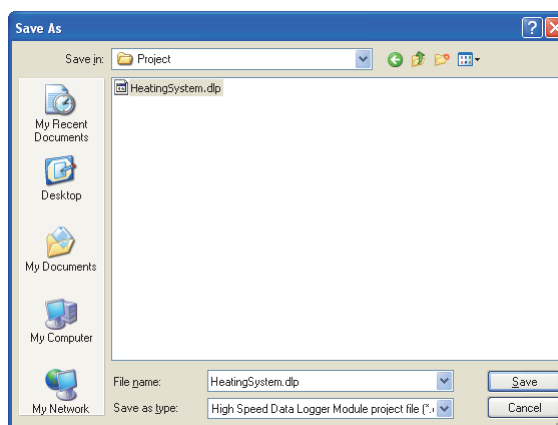 Save As
Save in: Project
HeatingSystem.dlp
My Recent
Documents
Desktop
My Documents
My Computer
My Network
File name: HeatingSystem.dlp Save
Save as type: High Speed Data Logger Module project file (*. Cancel